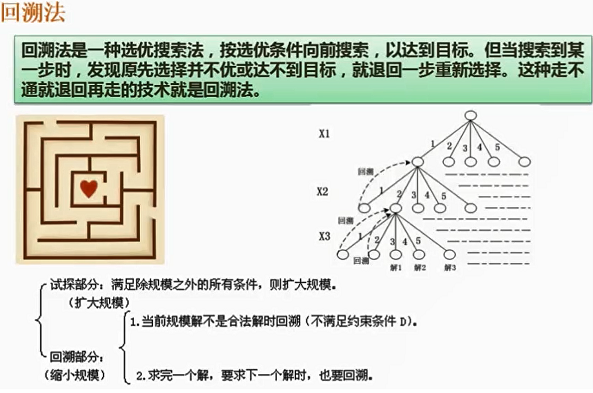 回溯法
回溯法是一种选优搜索法，按选优条件向前搜索，以达到目标。但当搜索到某
一步时，发现原先选择并不优或达不到目标，就退回一步重新选择。这种走不
通就退回再走的技术就是回溯法。
X1
1 2 3 4 5
回溯
X2
1 2 3 4 5
回溯
X3
1 2 3 4 5
回溯
解1 解2 解3
试探部分：满足除规模之外的所有条件，则扩大规模。
（扩大规模）
1.当前规模解不是合法解时回溯（不满足约束条件 D）。
回溯部分：
（缩小规模）
2.求完一个解，要求下一个解时，也要回溯。